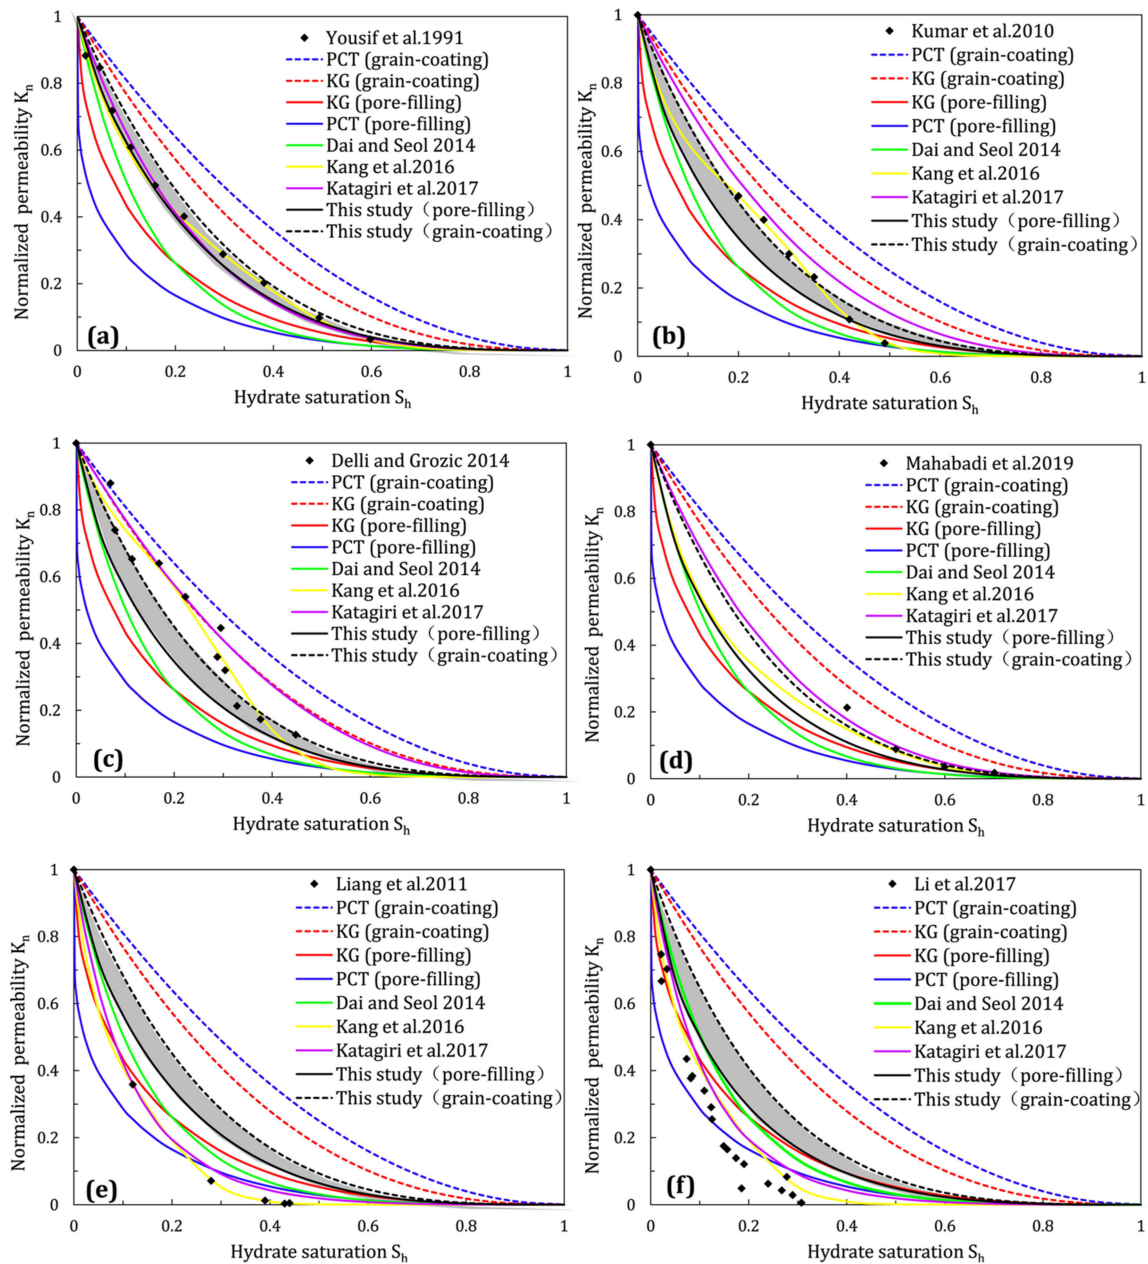 1
0.8
0.6
0.4
0.2
0
Normalized permeability Kₙ
Yousif et al.1991
PCT (grain-coating)
KG (grain-coating)
KG (pore-filling)
PCT (pore-filling)
Dai and Seol 2014
Kang et al.2016
Katagiri et al.2017
This study（pore-filling）
This study（grain-coating）
(a)
0 0.2 0.4 0.6 0.8 1
Hydrate saturation Sₕ
1
0.8
0.6
0.4
0.2
0
Normalized permeability Kₙ
Kumar et al.2010
PCT (grain-coating)
KG (grain-coating)
KG (pore-filling)
PCT (pore-filling)
Dai and Seol 2014
Kang et al.2016
Katagiri et al.2017
This study（pore-filling）
This study（grain-coating）
(b)
0 0.2 0.4 0.6 0.8 1
Hydrate saturation Sₕ
1
0.8
0.6
0.4
0.2
0
Normalized permeability Kₙ
Delli and Grozic 2014
PCT (grain-coating)
KG (grain-coating)
KG (pore-filling)
PCT (pore-filling)
Dai and Seol 2014
Kang et al.2016
Katagiri et al.2017
This study（pore-filling）
This study（grain-coating）
(c)
0 0.2 0.4 0.6 0.8 1
Hydrate saturation Sₕ
1
0.8
0.6
0.4
0.2
0
Normalized permeability Kₙ
Mahabadi et al.2019
PCT (grain-coating)
KG (grain-coating)
KG (pore-filling)
PCT (pore-filling)
Dai and Seol 2014
Kang et al.2016
Katagiri et al.2017
This study（pore-filling）
This study（grain-coating）
(d)
0 0.2 0.4 0.6 0.8 1
Hydrate saturation Sₕ
1
0.8
0.6
0.4
0.2
0
Normalized permeability Kₙ
Liang et al.2011
PCT (grain-coating)
KG (grain-coating)
KG (pore-filling)
PCT (pore-filling)
Dai and Seol 2014
Kang et al.2016
Katagiri et al.2017
This study（pore-filling）
This study（grain-coating）
(e)
0 0.2 0.4 0.6 0.8 1
Hydrate saturation Sₕ
1
0.8
0.6
0.4
0.2
0
Normalized permeability Kₙ
Li et al.2017
PCT (grain-coating)
KG (grain-coating)
KG (pore-filling)
PCT (pore-filling)
Dai and Seol 2014
Kang et al.2016
Katagiri et al.2017
This study（pore-filling）
This study（grain-coating）
(f)
0 0.2 0.4 0.6 0.8 1
Hydrate saturation Sₕ